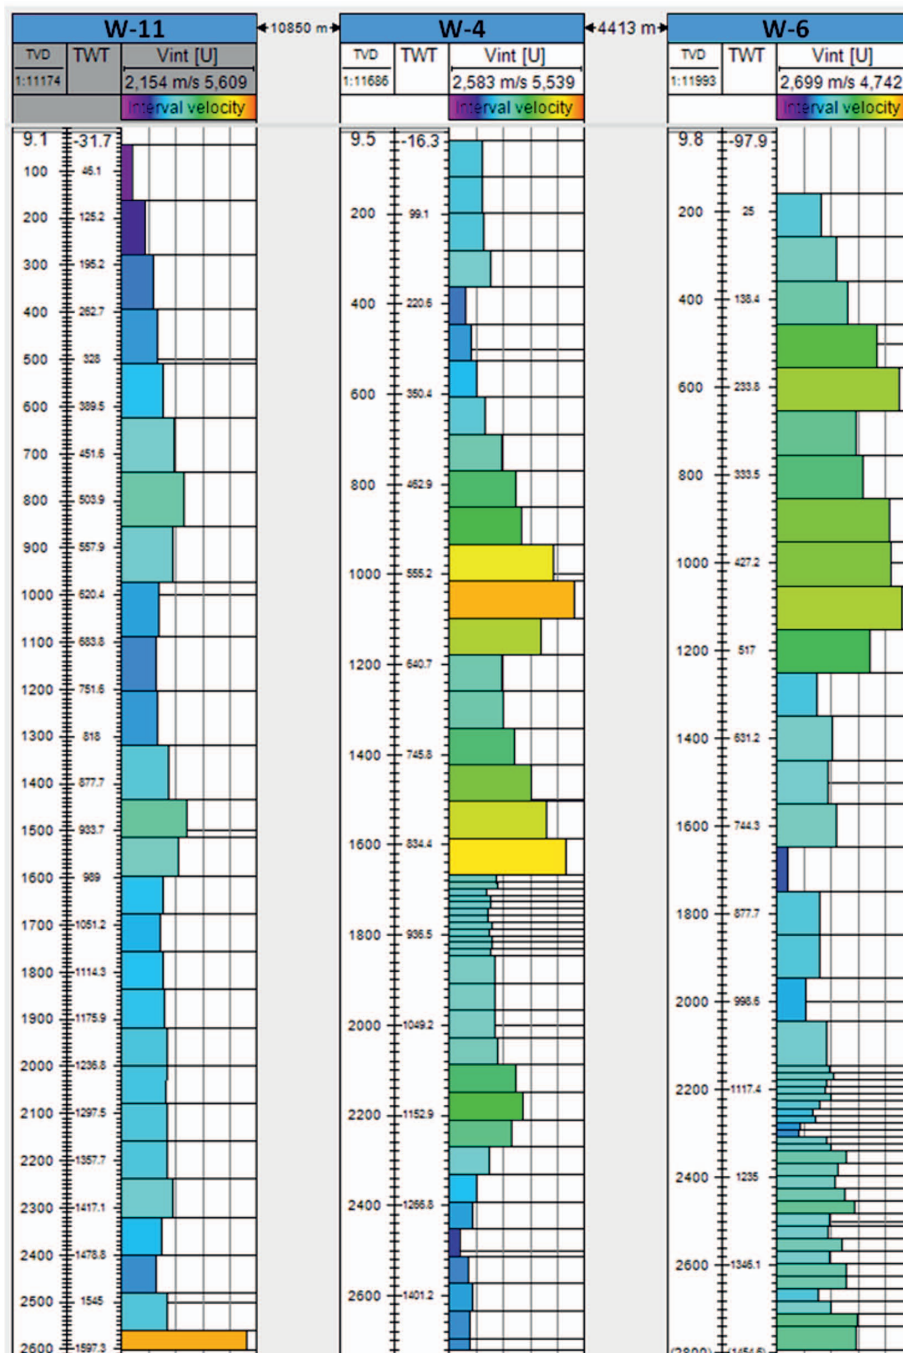 W-11 10850 m W-4 4413 m W-6
TVD TWT Vint [U] TVD TWT Vint [U] TVD TWT Vint [U]
1:11174 2,154 m/s 5,609 1:11686 2,583 m/s 5,539 1:11993 2,699 m/s 4,742
Interval velocity Interval velocity Interval velocity
9.1 -31.7 9.5 -16.3 9.8 -97.9
100 46.1
200 125.2 200 99.1 200 25
300 195.2
400 262.7 400 220.6 400 138.4
500 328
600 389.5 600 350.4 600 233.8
700 451.6
800 503.9 800 462.9 800 333.5
900 557.9
1000 620.4 1000 555.2 1000 427.2
1100 683.8
1200 751.6 1200 640.7 1200 517
1300 818
1400 877.7 1400 745.8 1400 631.2
1500 933.7
1600 989 1600 834.4 1600 744.3
1700 1051.2
1800 1114.3 1800 936.5 1800 877.7
1900 1175.9
2000 1236.8 2000 1049.2 2000 998.6
2100 1297.5
2200 1357.7 2200 1152.9 2200 1117.4
2300 1417.1
2400 1478.8 2400 1266.8 2400 1235
2500 1545
2600 1597.3 2600 1401.2 2600 1346.1